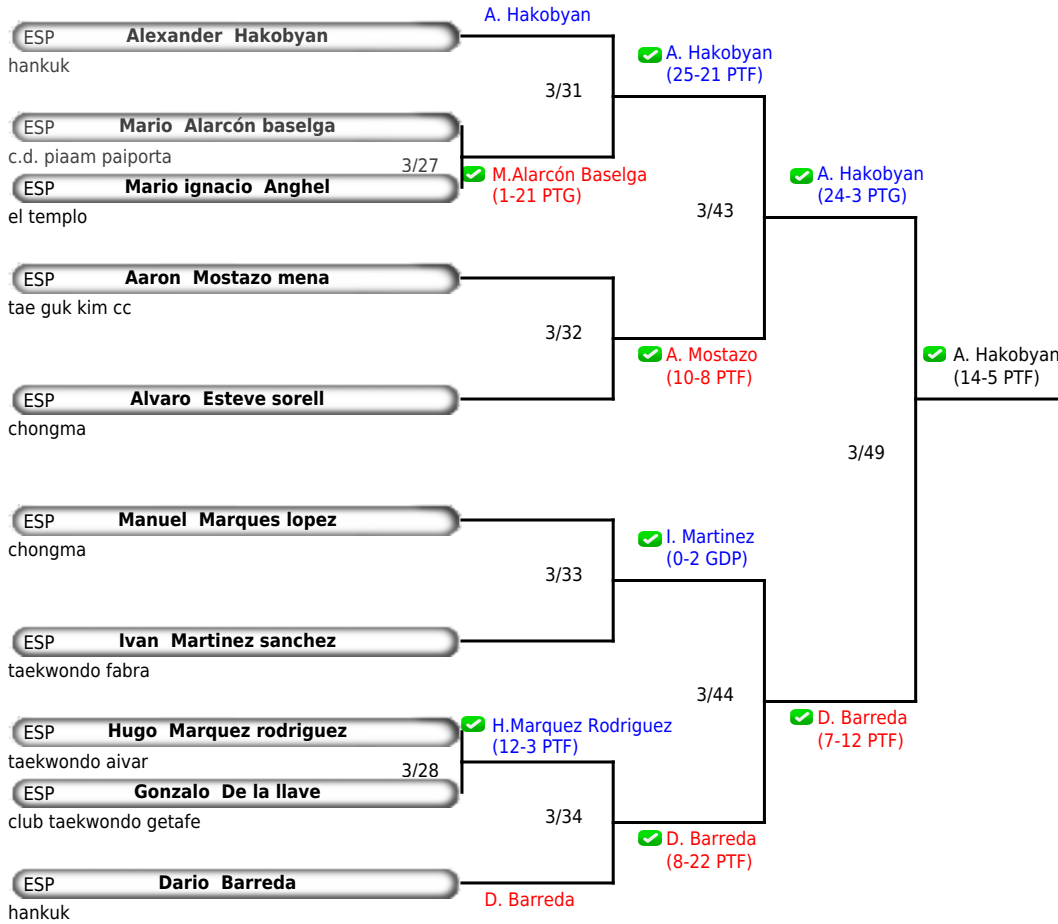 A. Hakobyan
ESP Alexander Hakobyan
hankuk
A. Hakobyan
(25-21 PTF)
3/31
ESP Mario Alarcón baselga
c.d. piaam paiporta
3/27
M.Alarcón Baselga
(1-21 PTG)
ESP Mario ignacio Anghel
el templo
A. Hakobyan
(24-3 PTG)
3/43
ESP Aaron Mostazo mena
tae guk kim cc
3/32
A. Mostazo
(10-8 PTF)
A. Hakobyan
(14-5 PTF)
ESP Alvaro Esteve sorell
chongma
3/49
ESP Manuel Marques lopez
chongma
I. Martinez
(0-2 GDP)
3/33
ESP Ivan Martinez sanchez
taekwondo fabra
3/44
ESP Hugo Marquez rodriguez
taekwondo aivar
H.Marquez Rodriguez
(12-3 PTF)
D. Barreda
(7-12 PTF)
3/28
ESP Gonzalo De la llave
club taekwondo getafe
3/34
D. Barreda
(8-22 PTF)
ESP Dario Barreda
hankuk
D. Barreda